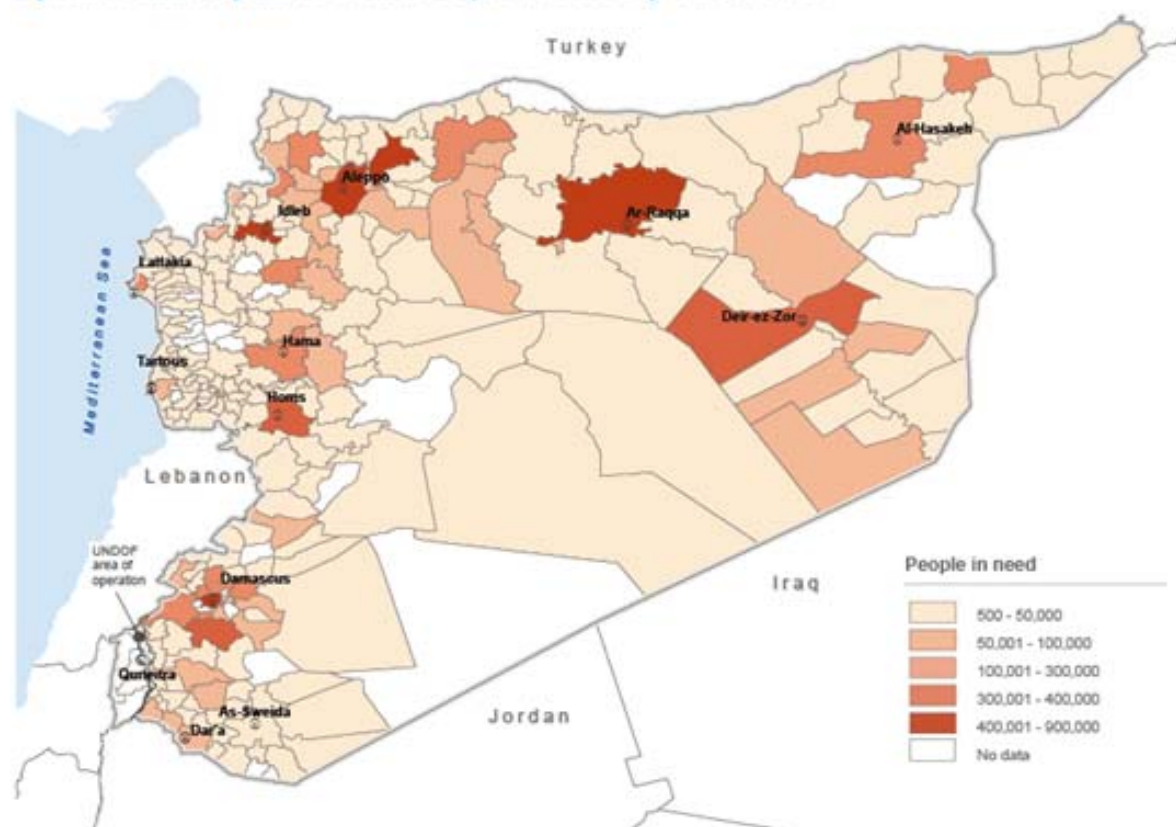 Turkey
Al-Hasakeh
Aleppo
Idleb
Ar-Raqqa
Lattakia
Mediterranean Sea
Deir-ez-Zor
Hama
Tartous
Homs
Lebanon
UNDOF
area of
operation
Damascus
Iraq
Quneitra
As-Sweida
Dar'a
Jordan
People in need
500 - 50,000
50,001 - 100,000
100,001 - 300,000
300,001 - 400,000
400,001 - 900,000
No data